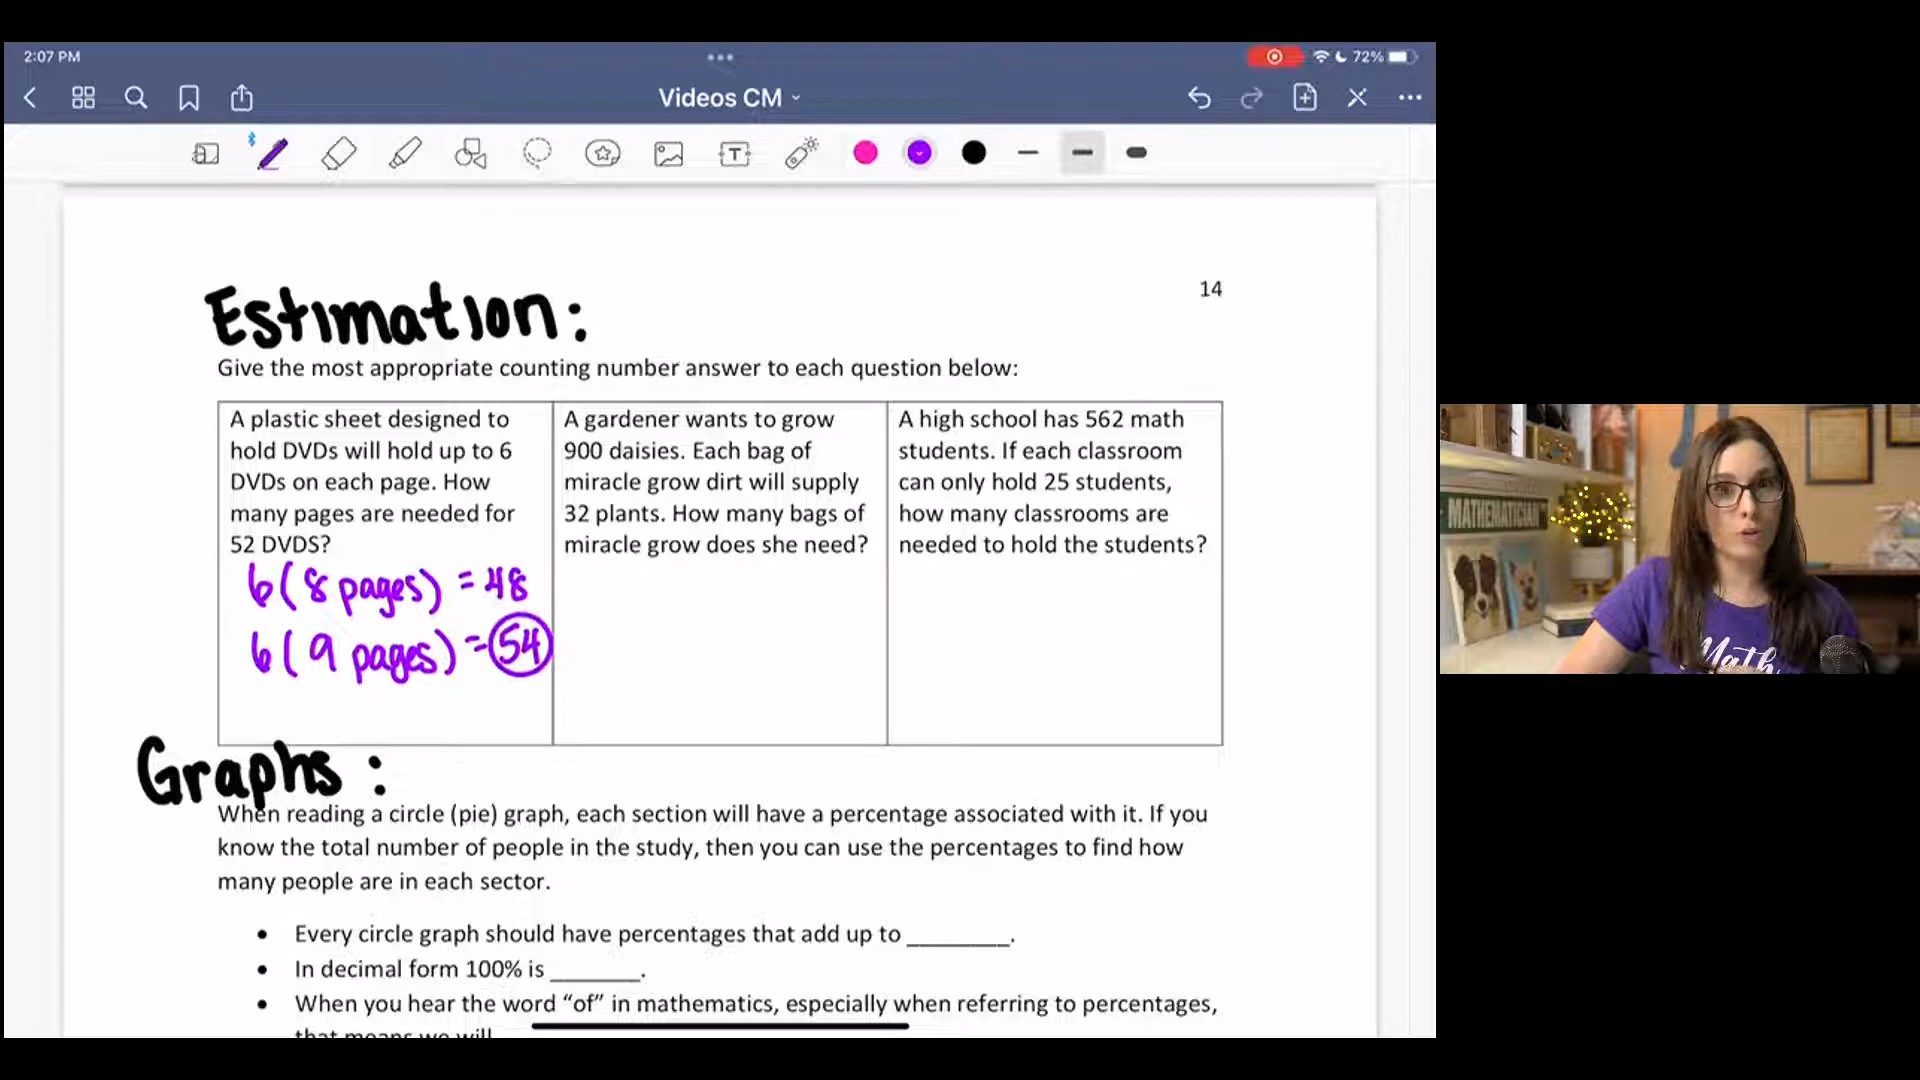 2:07 PM
72%
Videos CM
14
Estimation:
Give the most appropriate counting number answer to each question below:
A plastic sheet designed to
hold DVDs will hold up to 6
DVDs on each page. How
many pages are needed for
52 DVDS?
6(8 pages) = 48
6(9 pages) = 54
A gardener wants to grow
900 daisies. Each bag of
miracle grow dirt will supply
32 plants. How many bags of
miracle grow does she need?
A high school has 562 math
students. If each classroom
can only hold 25 students,
how many classrooms are
needed to hold the students?
Graphs:
When reading a circle (pie) graph, each section will have a percentage associated with it. If you
know the total number of people in the study, then you can use the percentages to find how
many people are in each sector.
• Every circle graph should have percentages that add up to ________.
• In decimal form 100% is _______.
• When you hear the word “of” in mathematics, especially when referring to percentages,
that means we will
MATHEMATICIAN
Math